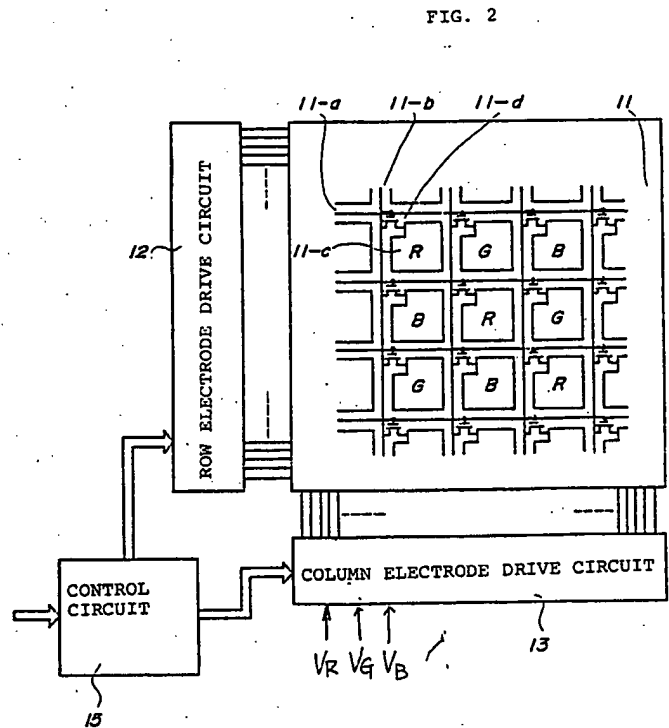 FIG. 2
11-a 11-b 11-d 11
ROW ELECTRODE DRIVE CIRCUIT
12
11-c
R G B
B R G
G B R
CONTROL
CIRCUIT
COLUMN ELECTRODE DRIVE CIRCUIT
VR VG VB
13
15